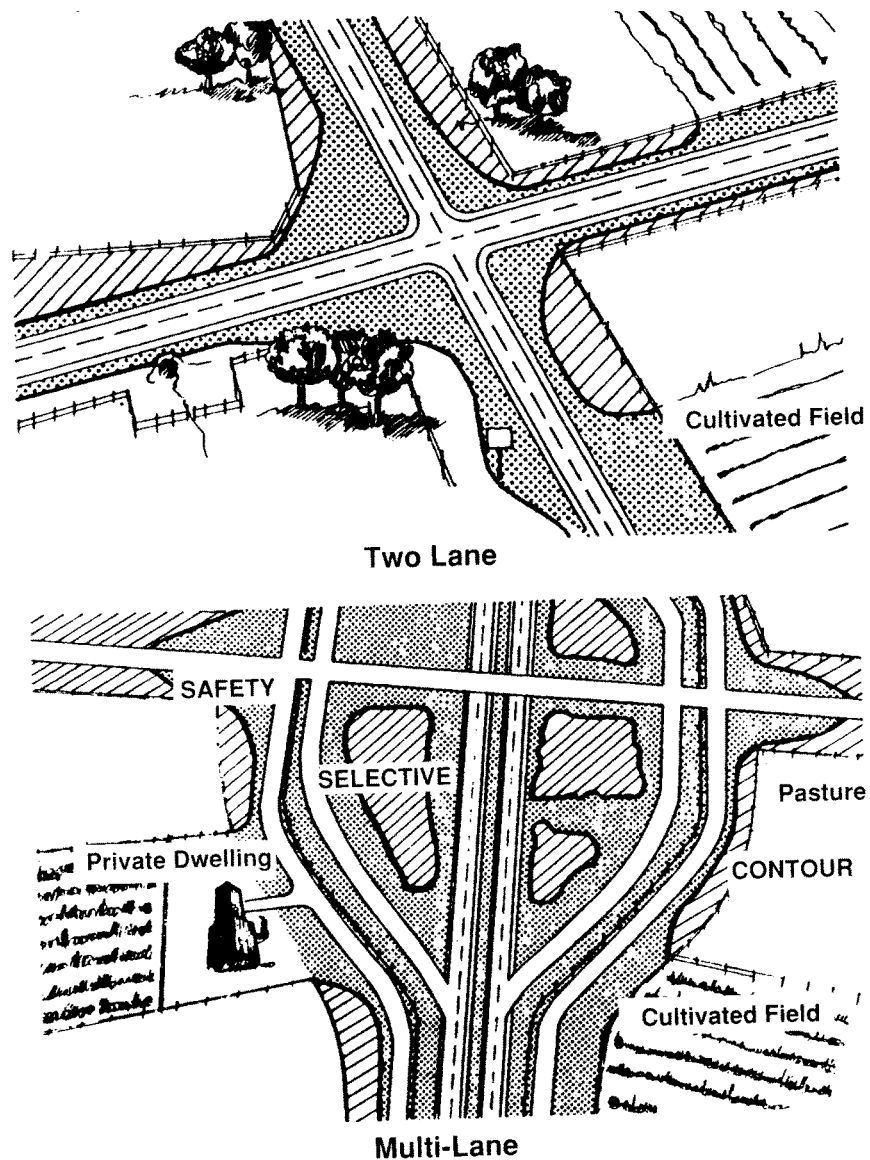 Cultivated Field
Two Lane
SAFETY
SELECTIVE
Pasture
Private Dwelling
CONTOUR
Cultivated Field
Multi-Lane